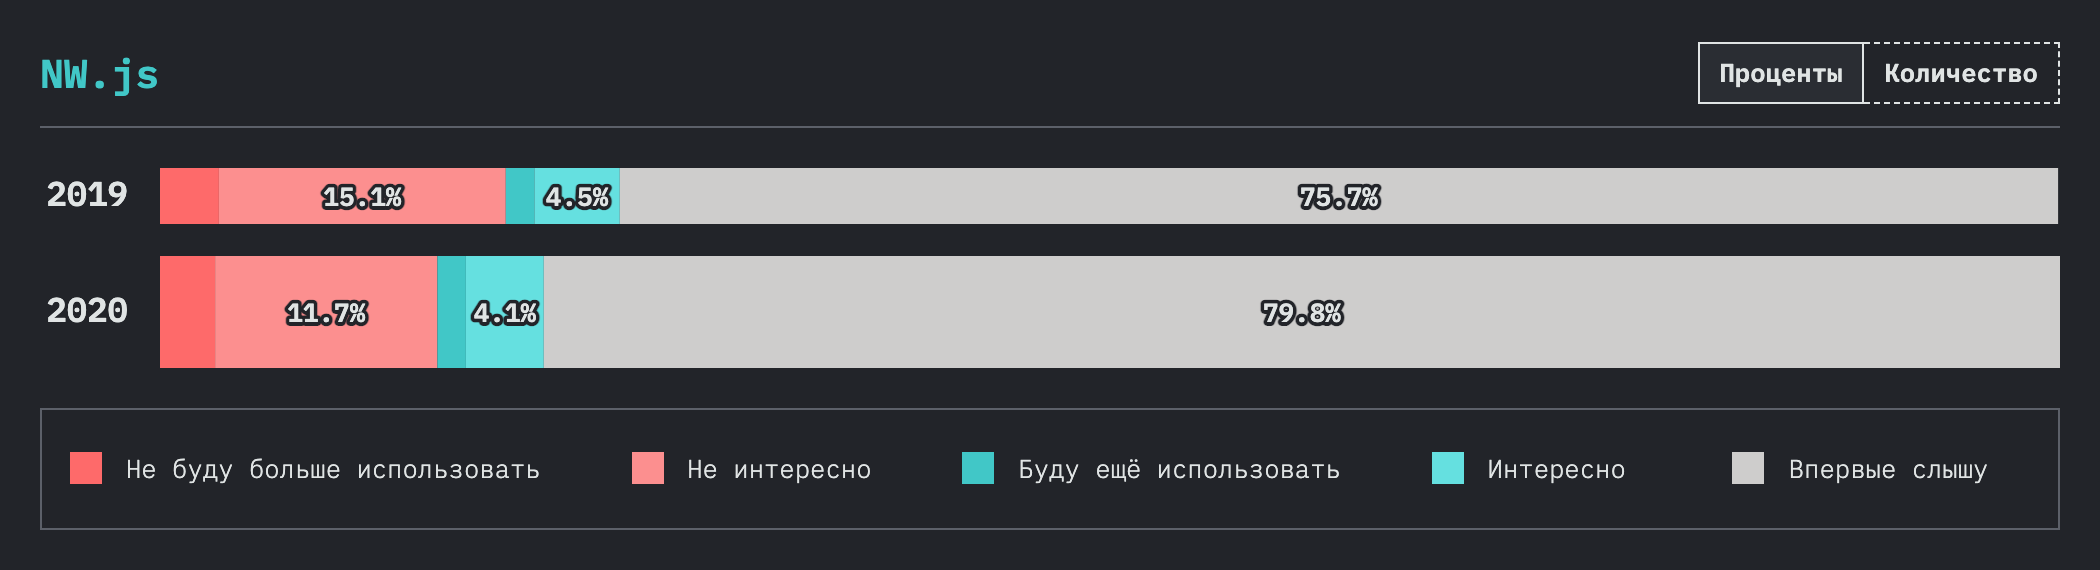 NW.js
Проценты Количество
2019 15.1% 4.5% 75.7%
2020 11.7% 4.1% 79.8%
Не буду больше использовать Не интересно Буду ещё использовать Интересно Впервые слышу